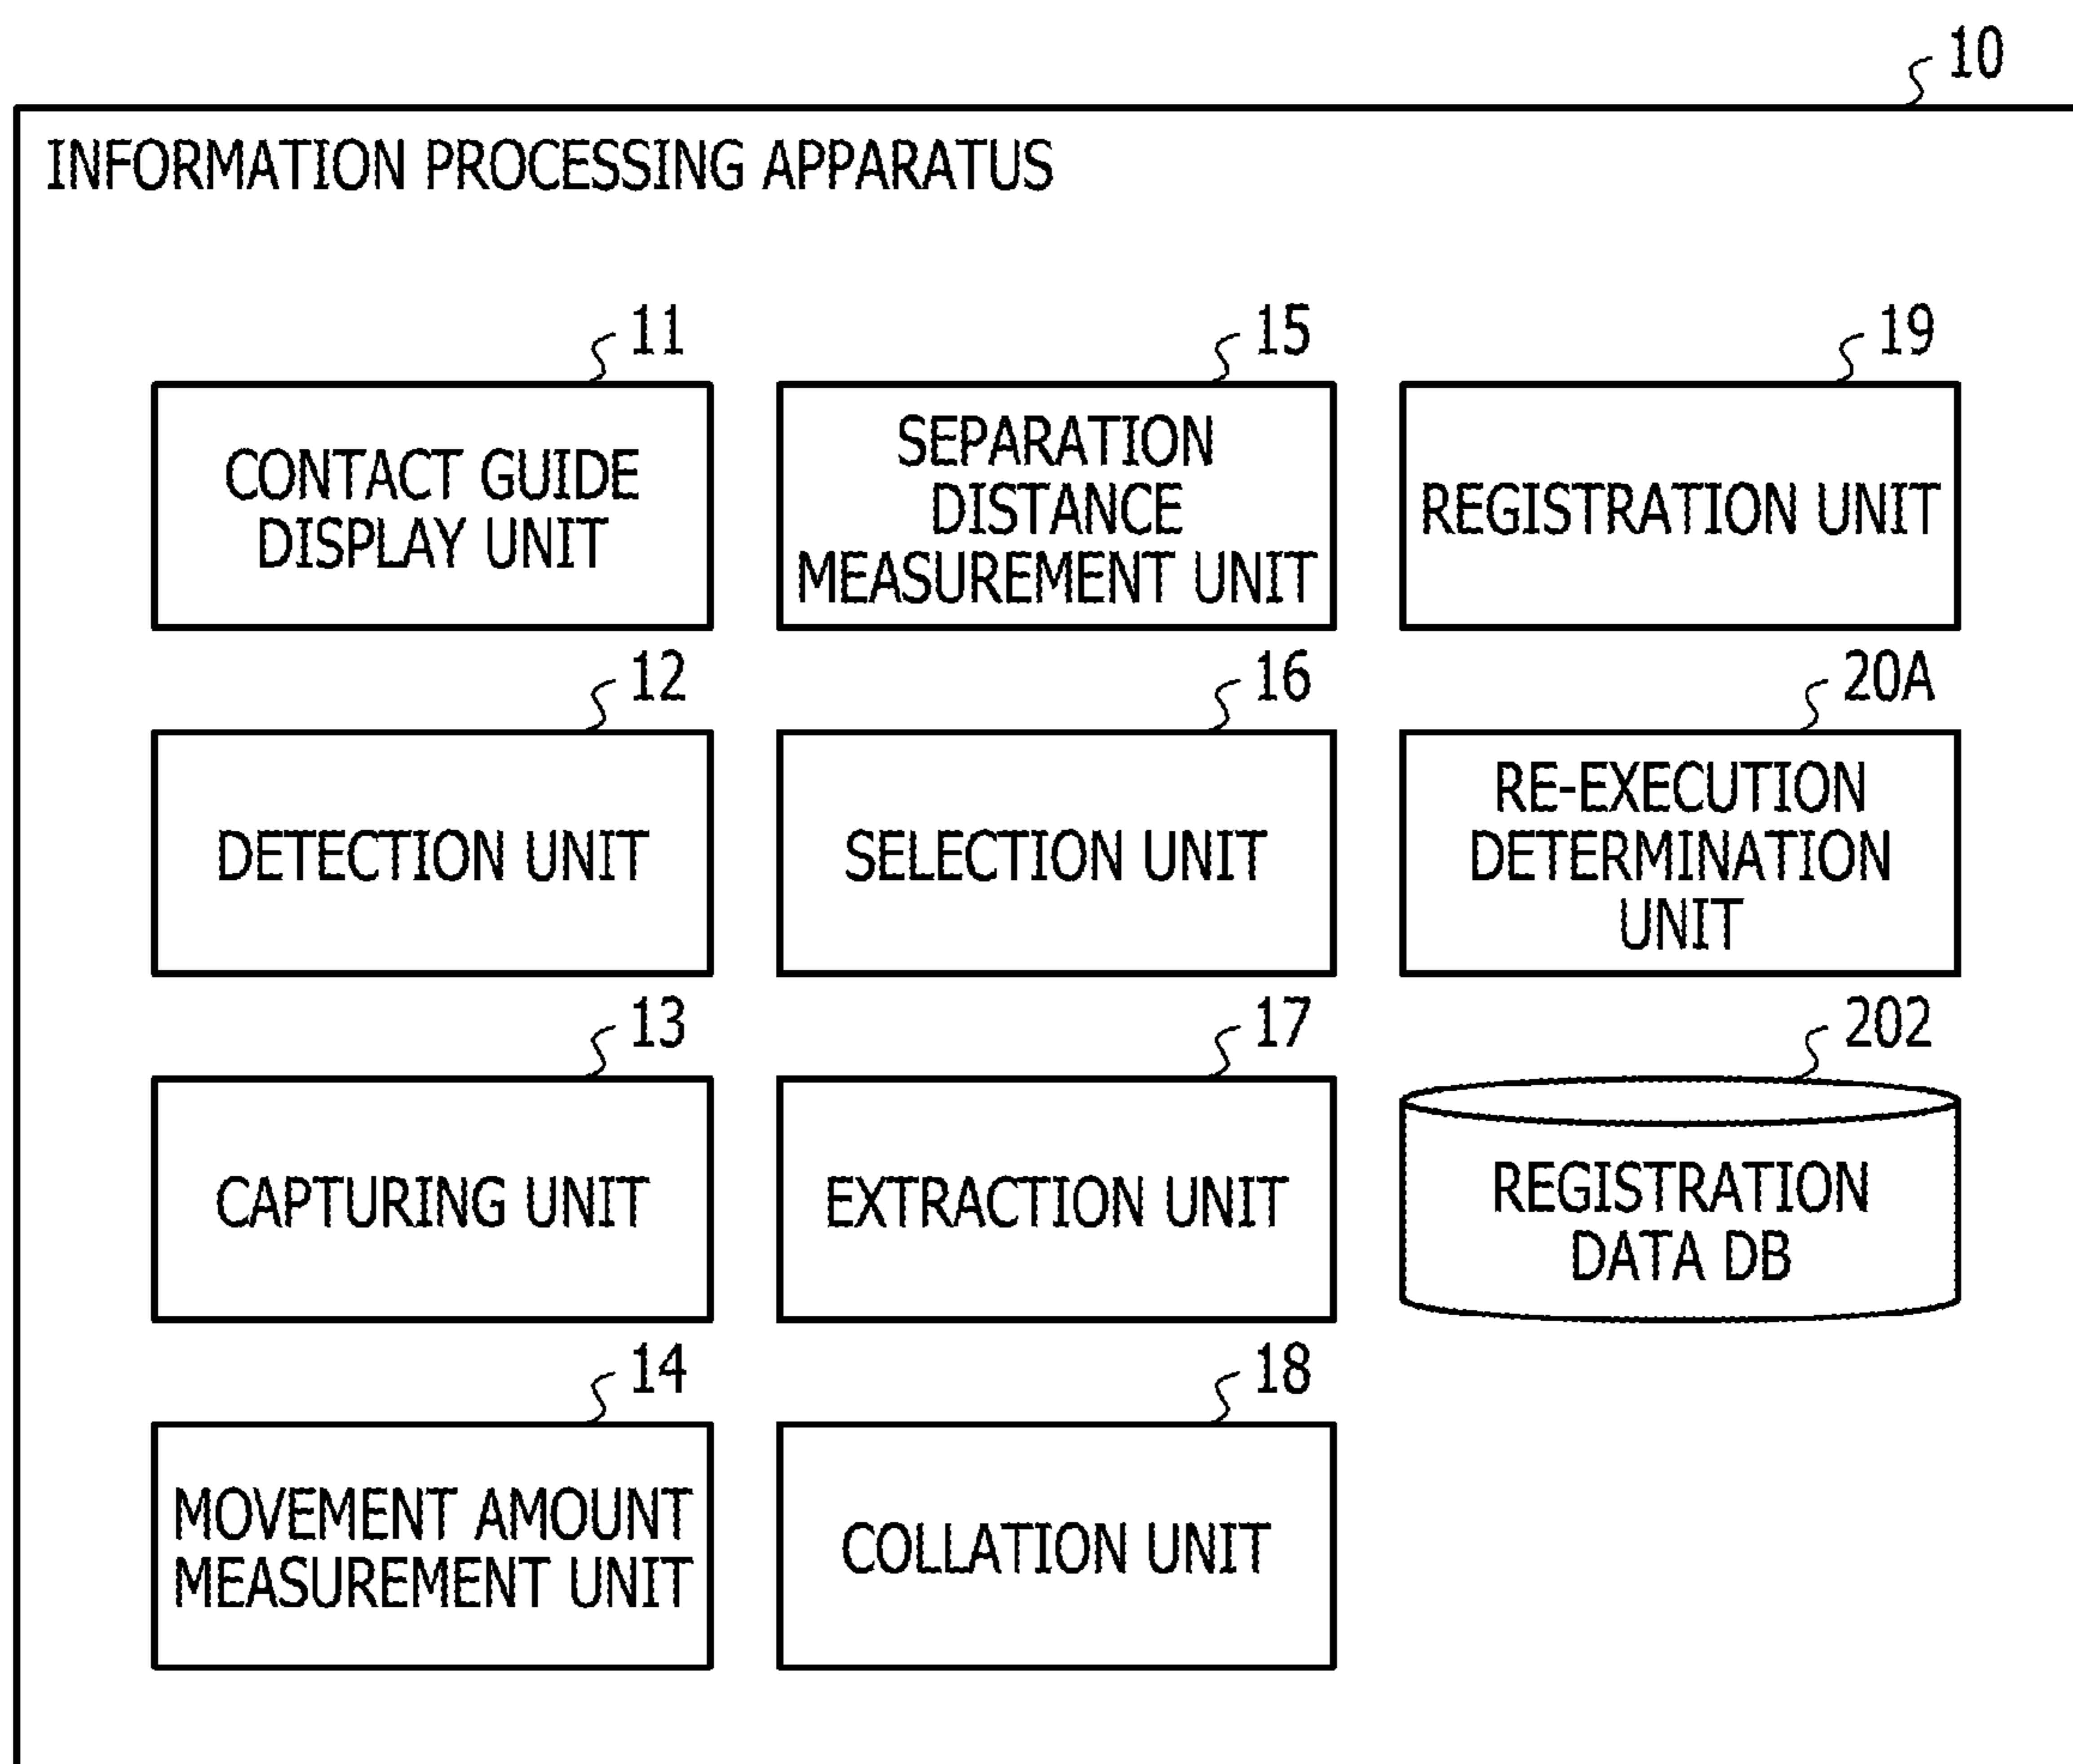 10
INFORMATION PROCESSING APPARATUS
11
CONTACT GUIDE
DISPLAY UNIT
15
SEPARATION
DISTANCE
MEASUREMENT UNIT
19
REGISTRATION UNIT
12
DETECTION UNIT
16
SELECTION UNIT
20A
RE-EXECUTION
DETERMINATION
UNIT
13
CAPTURING UNIT
17
EXTRACTION UNIT
202
REGISTRATION
DATA DB
14
MOVEMENT AMOUNT
MEASUREMENT UNIT
18
COLLATION UNIT